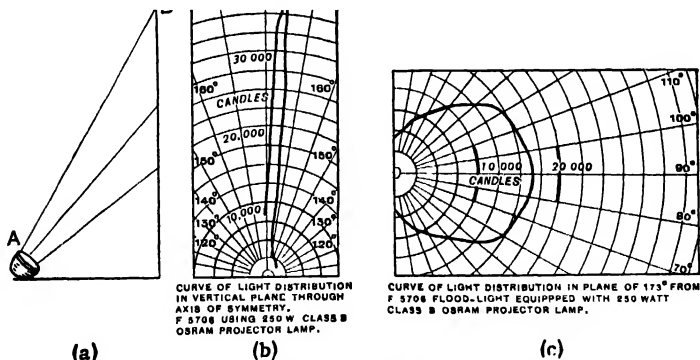 A
30 000
160°
160°
CANDLES
20.000
150°
150°
140°
140°
10,000
130°
130°
120°
120°
CURVE OF LIGHT DISTRIBUTION
IN VERTICAL PLANE THROUGH
AXIS OF SYMMETRY.
F 5706 USING 250 W CLASS B
OSRAM PROJECTOR LAMP.
(a)
(b)
110°
100°
10 000
20 000
90°
CANDLES
80°
70°
CURVE OF LIGHT DISTRIBUTION IN PLANE OF 173° FROM
F 5706 FLOOD-LIGHT EQUIPPPED WITH 250 WATT
CLASS B OSRAM PROJECTOR LAMP.
(c)